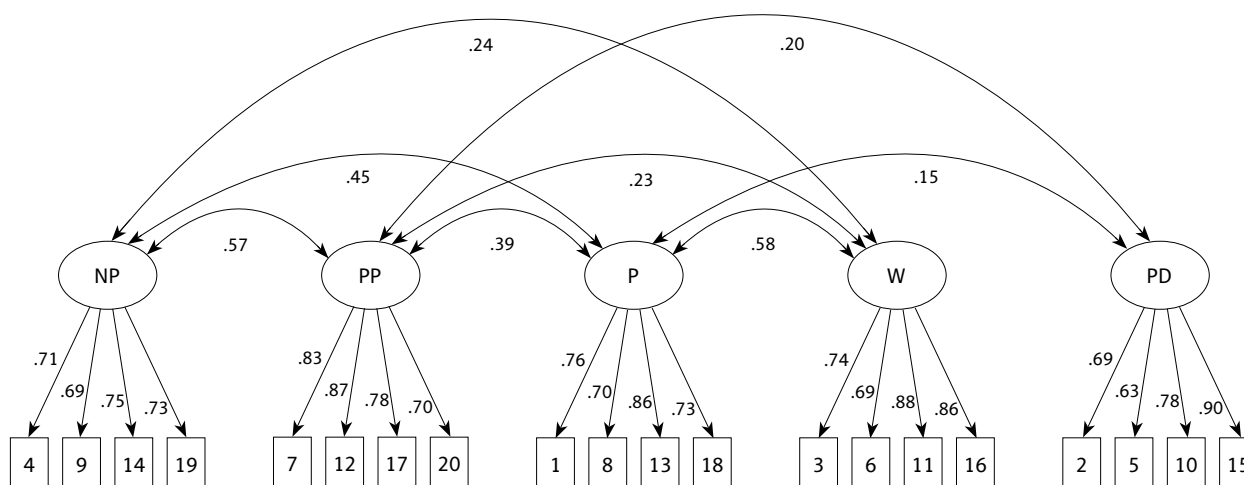 .24 .20
.45 .23 .15
.57 .39 .58
NP PP P W PD
.71 .83 .76 .74 .69
.69 .75 .73 .87 .78 .70 .70 .86 .73 .69 .88 .86 .63 .78 .90
4 9 14 19 7 12 17 20 1 8 13 18 3 6 11 16 2 5 10 15